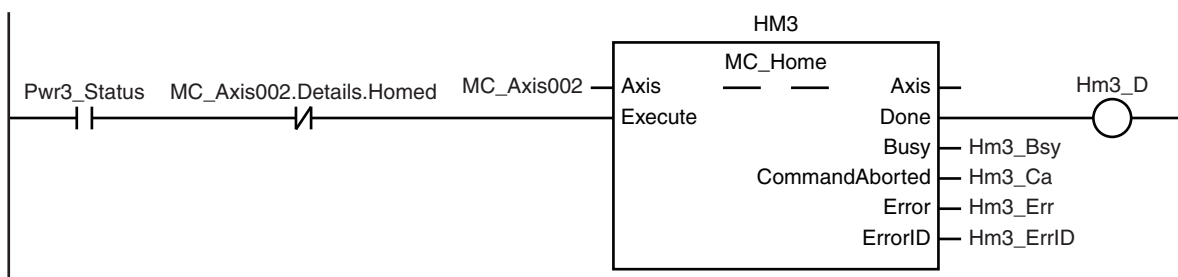 HM3
MC_Home
Pwr3_Status MC_Axis002.Details.Homed MC_Axis002 Axis Axis Hm3_D
Execute Done
Busy Hm3_Bsy
CommandAborted Hm3_Ca
Error Hm3_Err
ErrorID Hm3_ErrID